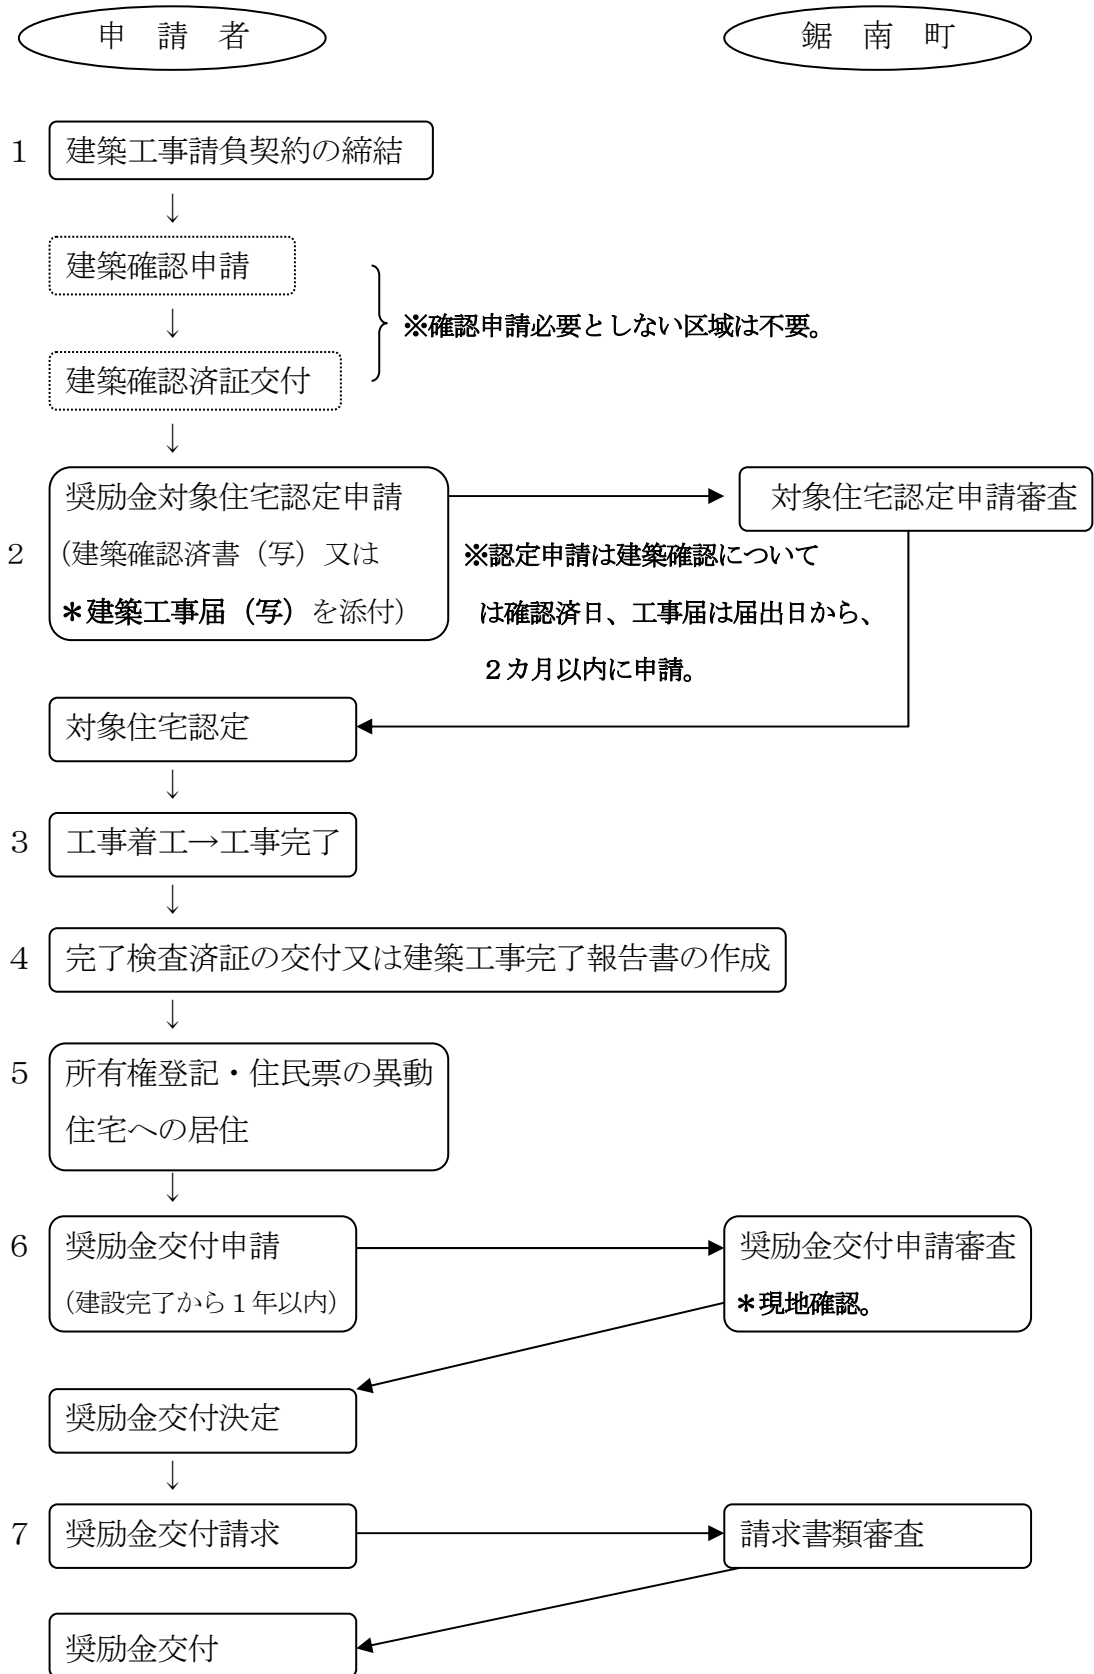 申　請　者
鋸　南　町
1 建築工事請負契約の締結
↓
建築確認申請
↓
※確認申請必要としない区域は不要。
建築確認済証交付
↓
奨励金対象住宅認定申請
対象住宅認定申請審査
2 （建築確認済書（写）又は
＊建築工事届（写）を添付）
※認定申請は建築確認について
は確認済日、工事届は届出日から、
２カ月以内に申請。
対象住宅認定
↓
3 工事着工→工事完了
↓
4 完了検査済証の交付又は建築工事完了報告書の作成
↓
5 所有権登記・住民票の異動
住宅への居住
↓
6 奨励金交付申請
（建設完了から１年以内）
奨励金交付申請審査
＊現地確認。
奨励金交付決定
↓
7 奨励金交付請求
請求書類審査
奨励金交付